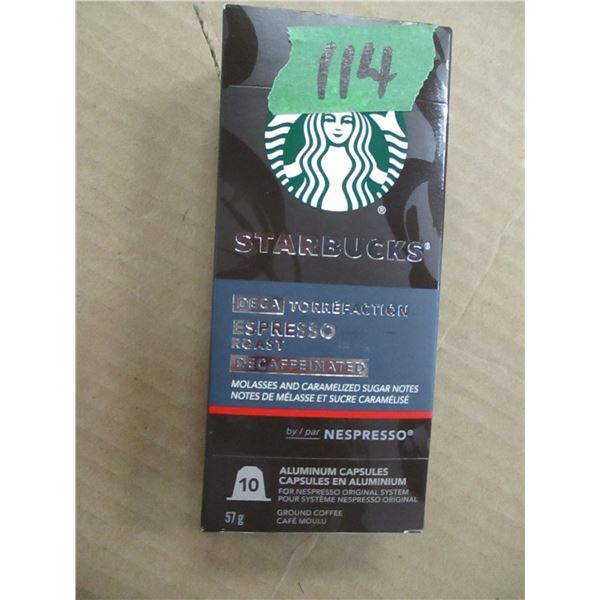 114
®
STARBUCKS®
DECA TORRÉFACTION
ESPRESSO
ROAST
DECAFFEINATED
MOLASSES AND CARAMELIZED SUGAR NOTES
NOTES DE MÉLASSE ET SUCRE CARAMÉLISÉ
by / par NESPRESSO®
10
ALUMINUM CAPSULES
CAPSULES EN ALUMINIUM
FOR NESPRESSO ORIGINAL SYSTEM
POUR SYSTÈME NESPRESSO ORIGINAL
57 g
GROUND COFFEE
CAFÉ MOULU